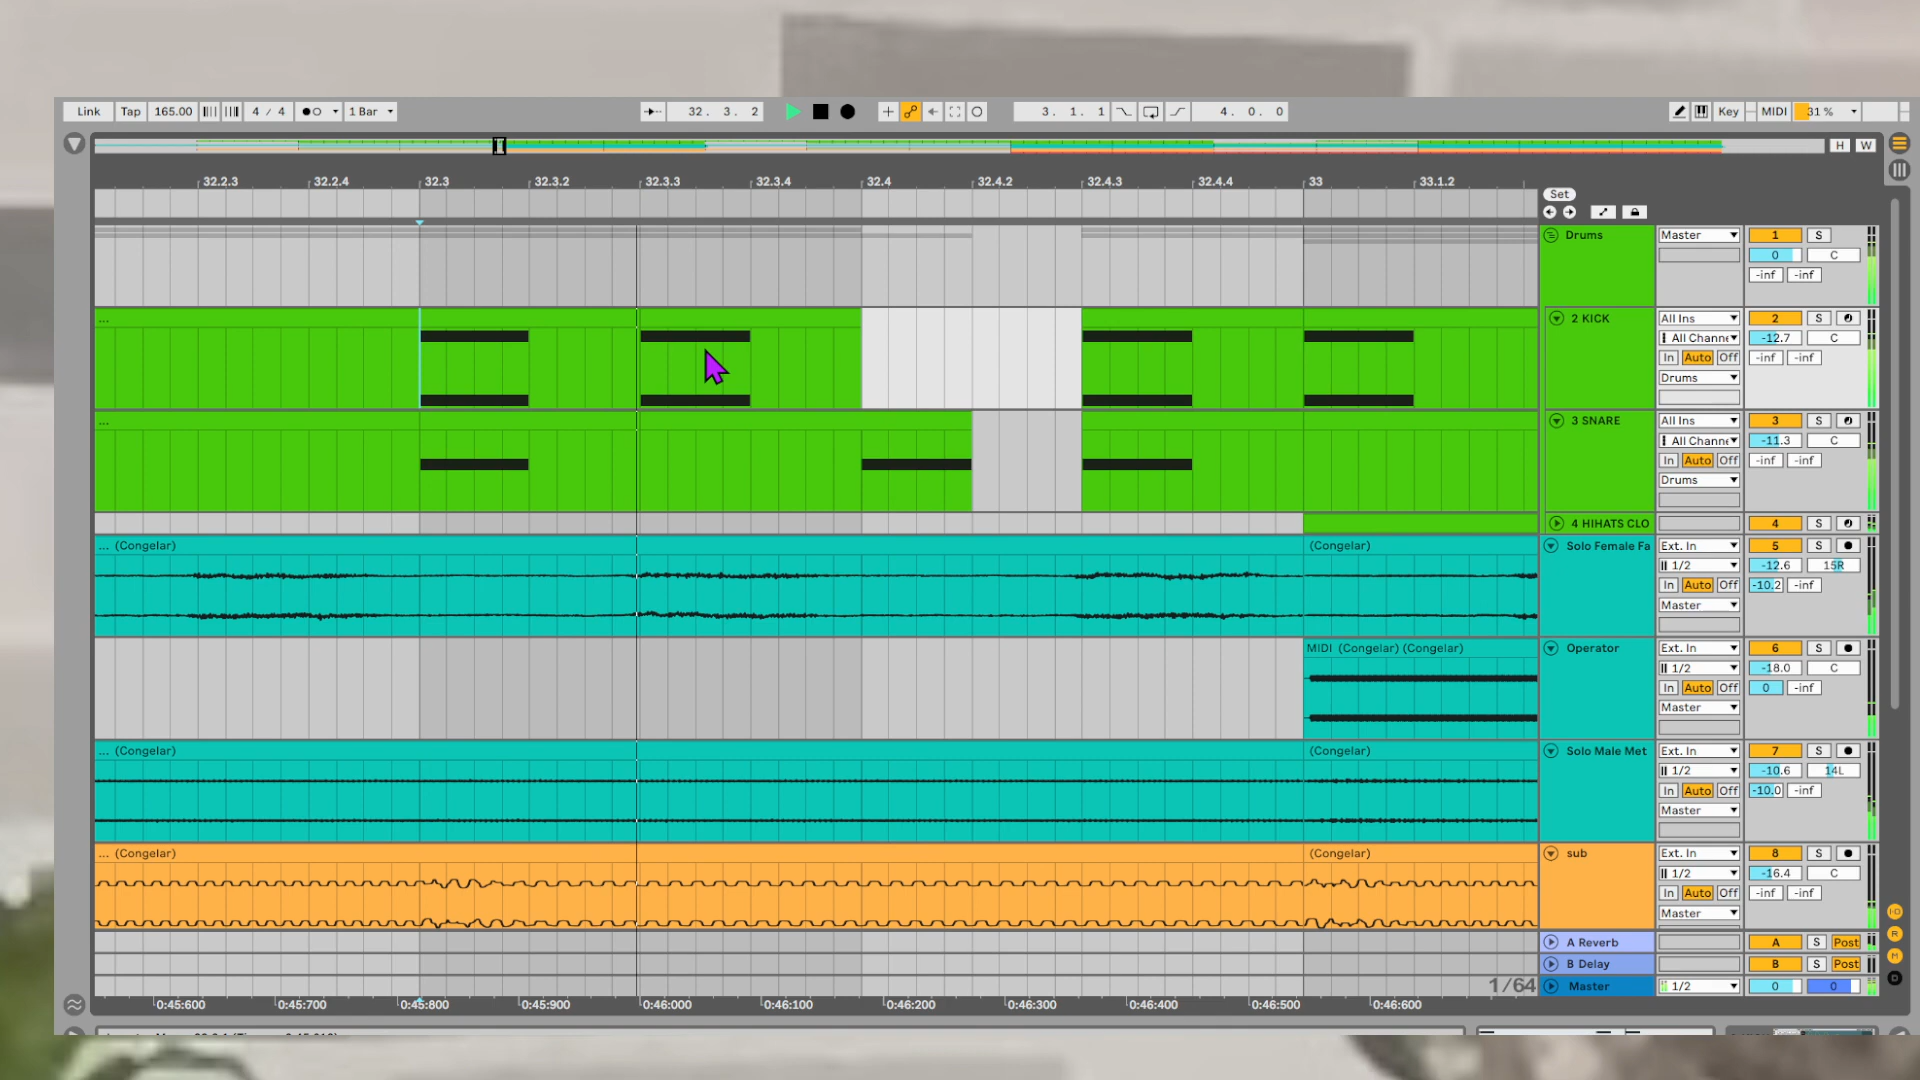 Link Tap 165.00 4 / 4 1 Bar 32. 3. 2 3. 1. 1 4. 0. 0 Key MIDI 31 %
H W
32.2.3 32.2.4 32.3 32.3.2 32.3.3 32.3.4 32.4 32.4.2 32.4.3 32.4.4 33 33.1.2
Set
Drums Master 1 S
0 C
-inf -inf
... 2 KICK All Ins 2 S
All Channe -12.7 C
In Auto Off -inf -inf
Drums
... 3 SNARE All Ins 3 S
All Channe -11.3 C
In Auto Off -inf -inf
Drums
4 HIHATS CLO 4 S
... (Congelar) (Congelar) Solo Female Fa Ext. In 5 S
1/2 -12.6 15R
In Auto Off -10.2 -inf
Master
MIDI (Congelar) (Congelar) Operator Ext. In 6 S
1/2 -18.0 C
In Auto Off 0 -inf
Master
... (Congelar) (Congelar) Solo Male Met Ext. In 7 S
1/2 -10.6 14L
In Auto Off -10.0 -inf
Master
... (Congelar) (Congelar) sub Ext. In 8 S
1/2 -16.4 C
In Auto Off -inf -inf
Master
I·O
R
A Reverb A S Post
M
B Delay B S Post
D
1/64 Master 1/2 0 0
0:45:600 0:45:700 0:45:800 0:45:900 0:46:000 0:46:100 0:46:200 0:46:300 0:46:400 0:46:500 0:46:600